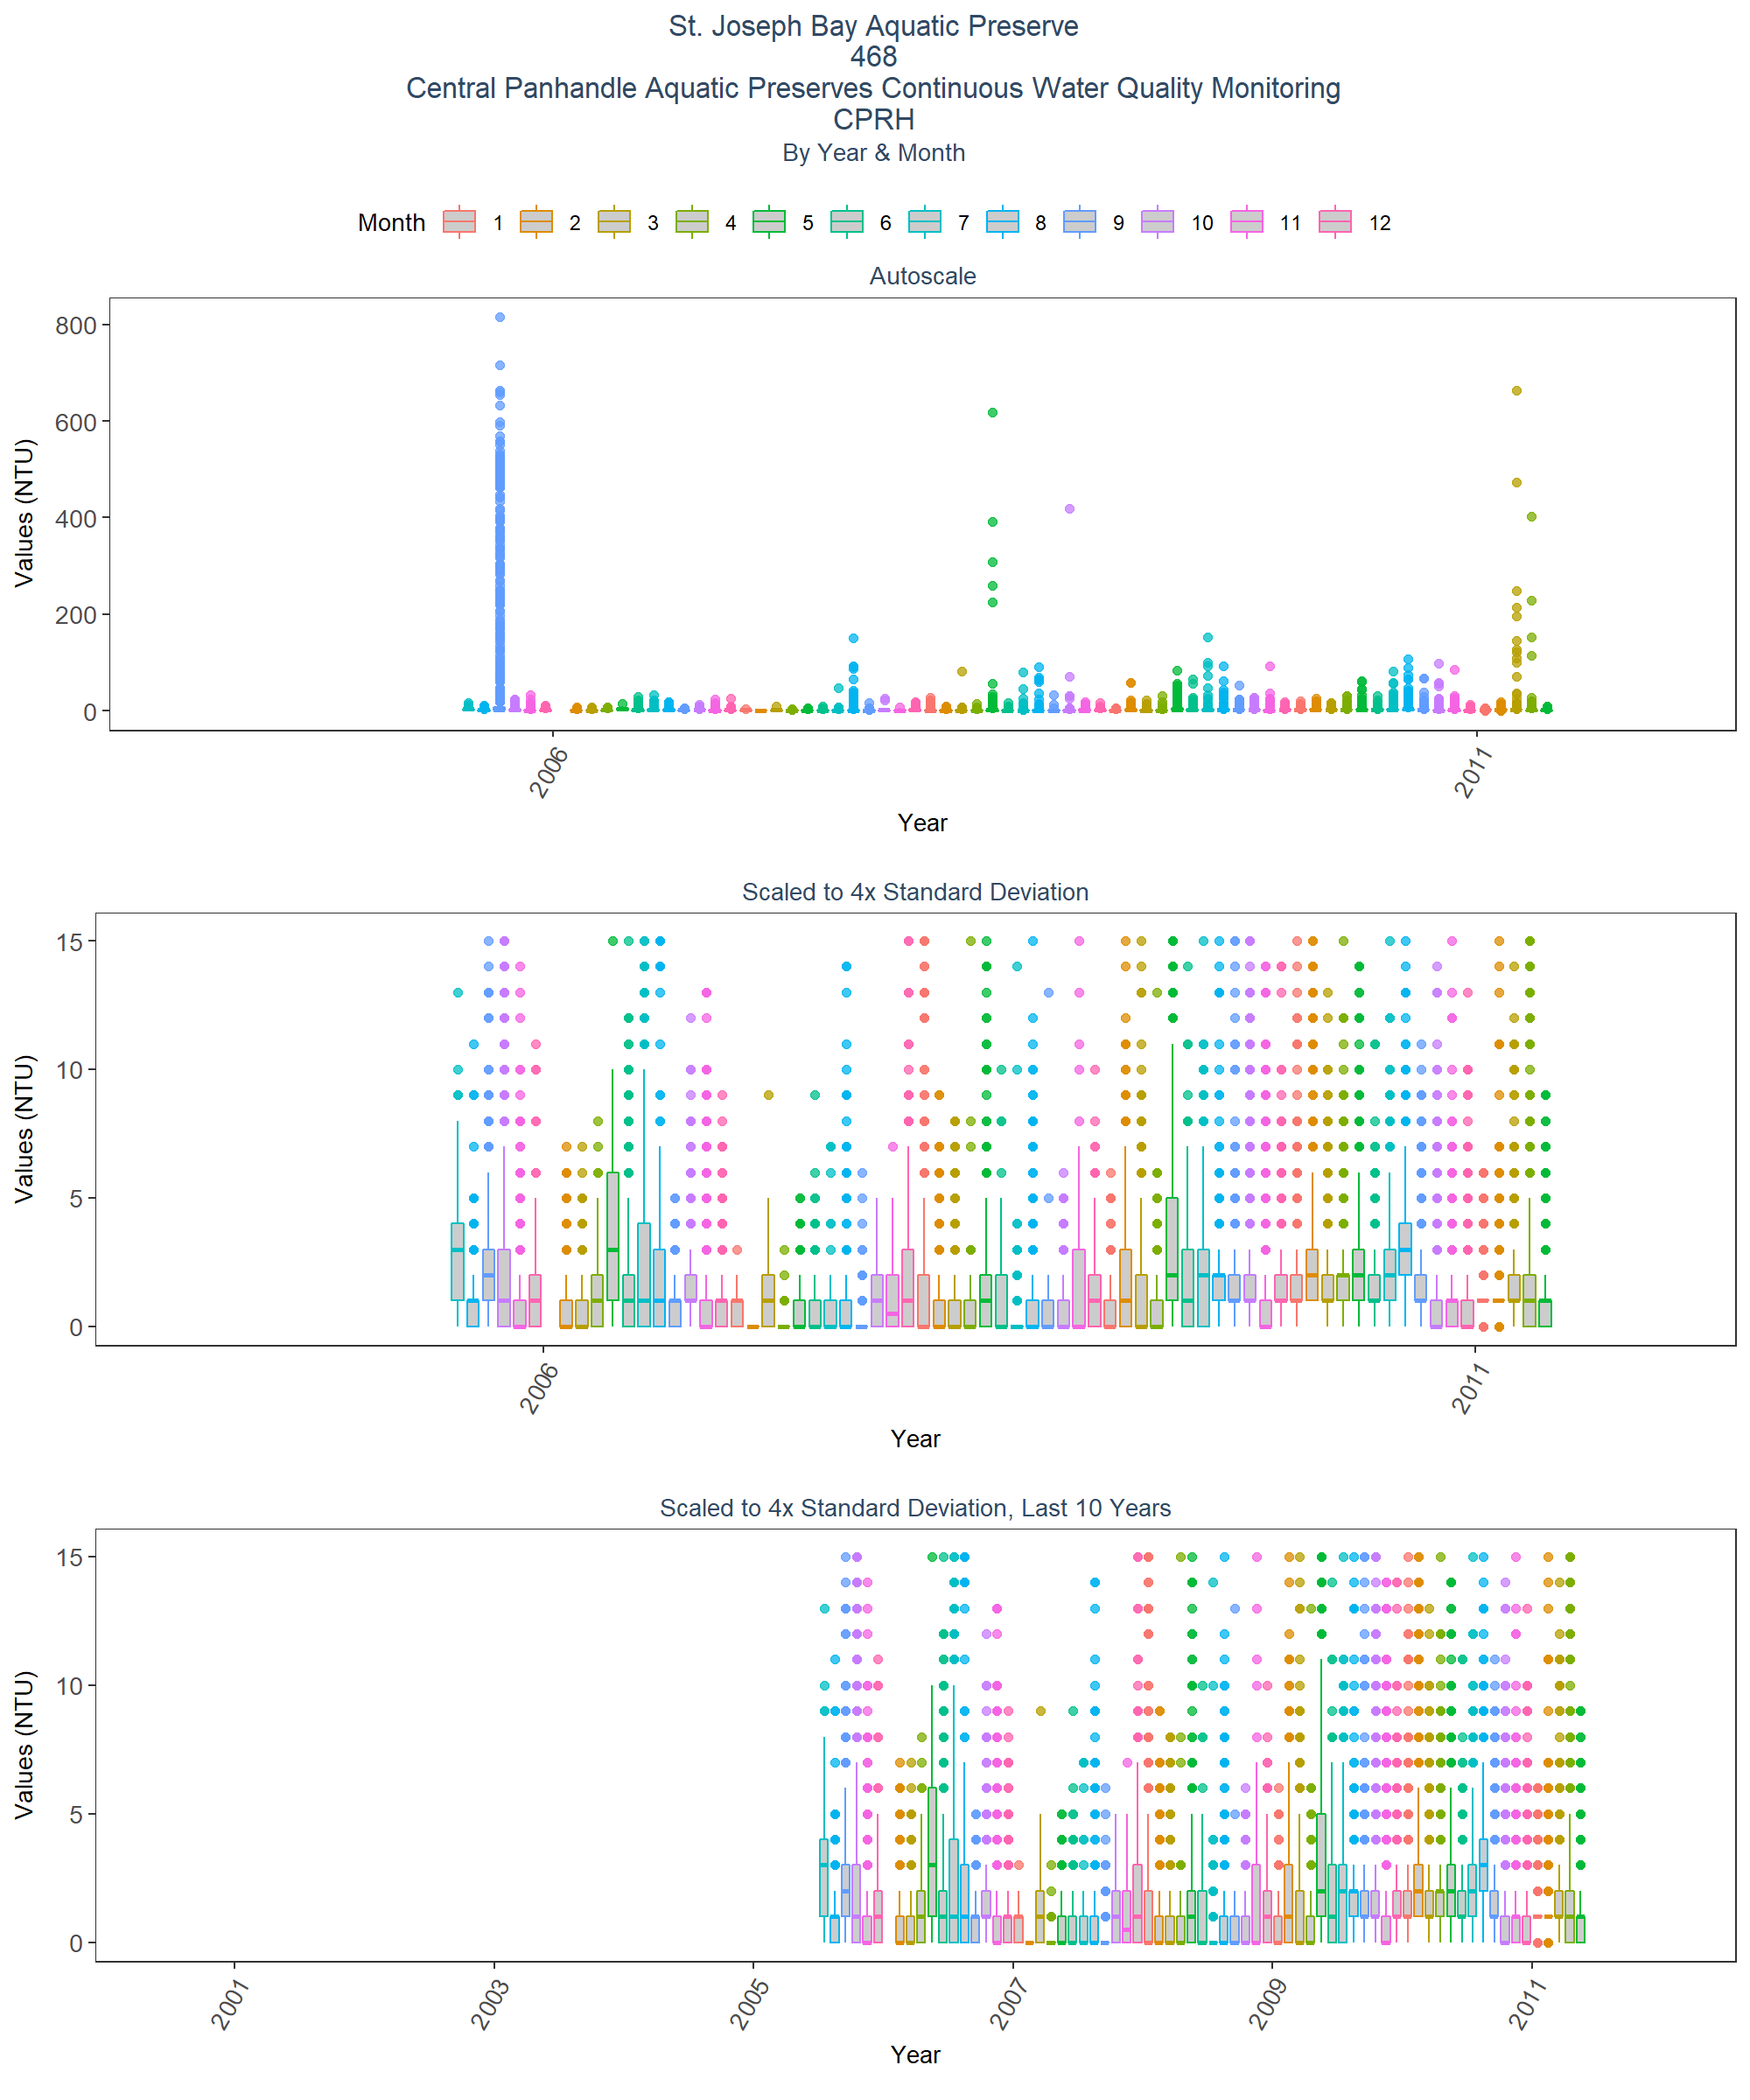 St. Joseph Bay Aquatic Preserve
468
Central Panhandle Aquatic Preserves Continuous Water Quality Monitoring
CPRH
By Year & Month
Month 1 2 3 4 5 6 7 8 9 10 11 12
Autoscale
Values (NTU)
800
600
400
200
0
2006 2011
Year
Scaled to 4x Standard Deviation
Values (NTU)
15
10
5
0
2006 2011
Year
Scaled to 4x Standard Deviation, Last 10 Years
Values (NTU)
15
10
5
0
2001 2003 2005 2007 2009 2011
Year